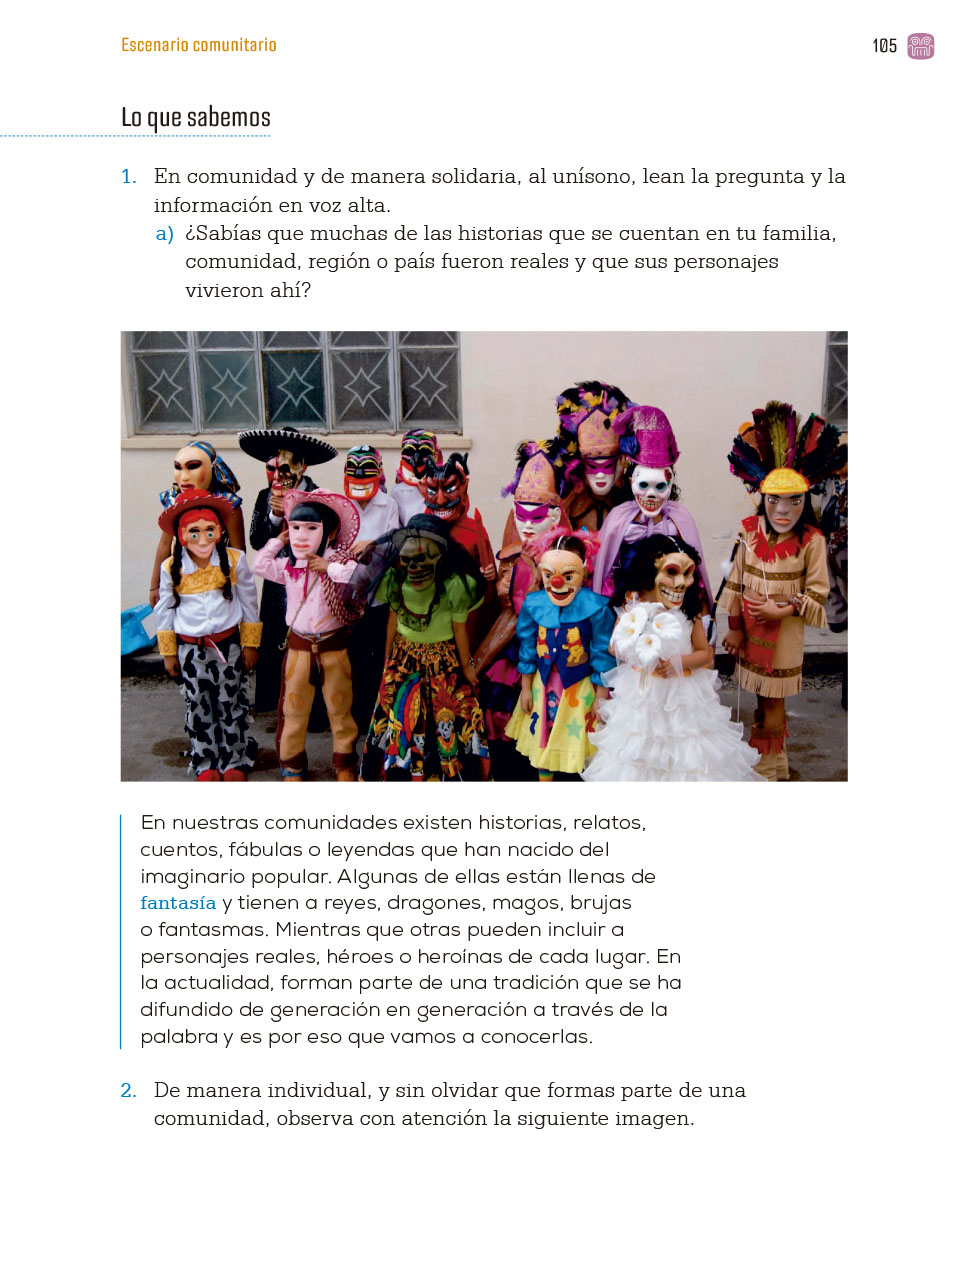 Escenario comunitario
105
Lo que sabemos
1. En comunidad y de manera solidaria, al unísono, lean la pregunta y la
información en voz alta.
a) ¿Sabías que muchas de las historias que se cuentan en tu familia,
comunidad, región o país fueron reales y que sus personajes
vivieron ahí?
En nuestras comunidades existen historias, relatos,
cuentos, fábulas o leyendas que han nacido del
imaginario popular. Algunas de ellas están llenas de
fantasía y tienen a reyes, dragones, magos, brujas
o fantasmas. Mientras que otras pueden incluir a
personajes reales, héroes o heroínas de cada lugar. En
la actualidad, forman parte de una tradición que se ha
difundido de generación en generación a través de la
palabra y es por eso que vamos a conocerlas.
2. De manera individual, y sin olvidar que formas parte de una
comunidad, observa con atención la siguiente imagen.